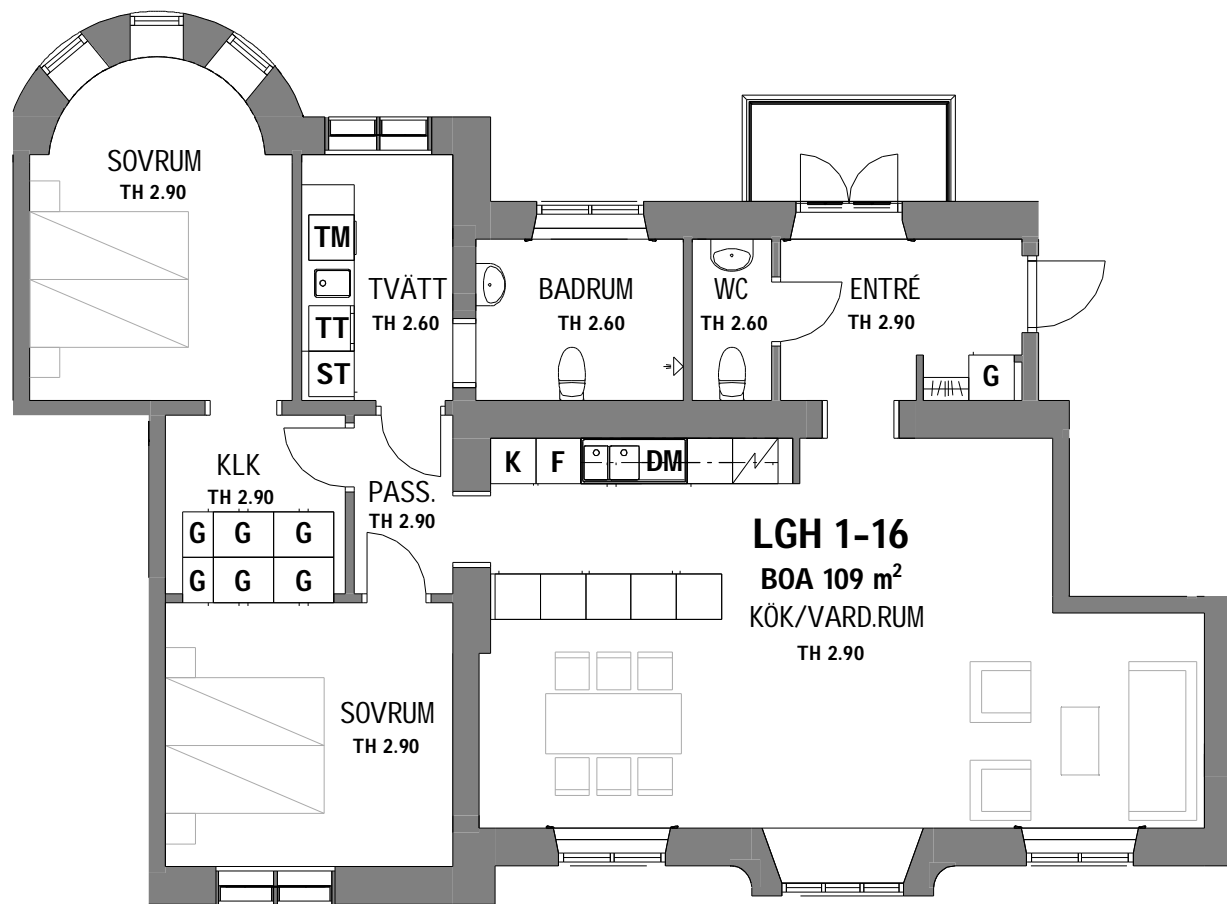 SOVRUM
TH 2.90
TM
TVÄTT
TH 2.60
TT
ST
BADRUM
TH 2.60
WC
TH 2.60
ENTRÉ
TH 2.90
G
KLK
TH 2.90
G G G
G G G
PASS.
TH 2.90
K F DM
LGH 1-16
BOA 109 m²
KÖK/VARD.RUM
TH 2.90
SOVRUM
TH 2.90